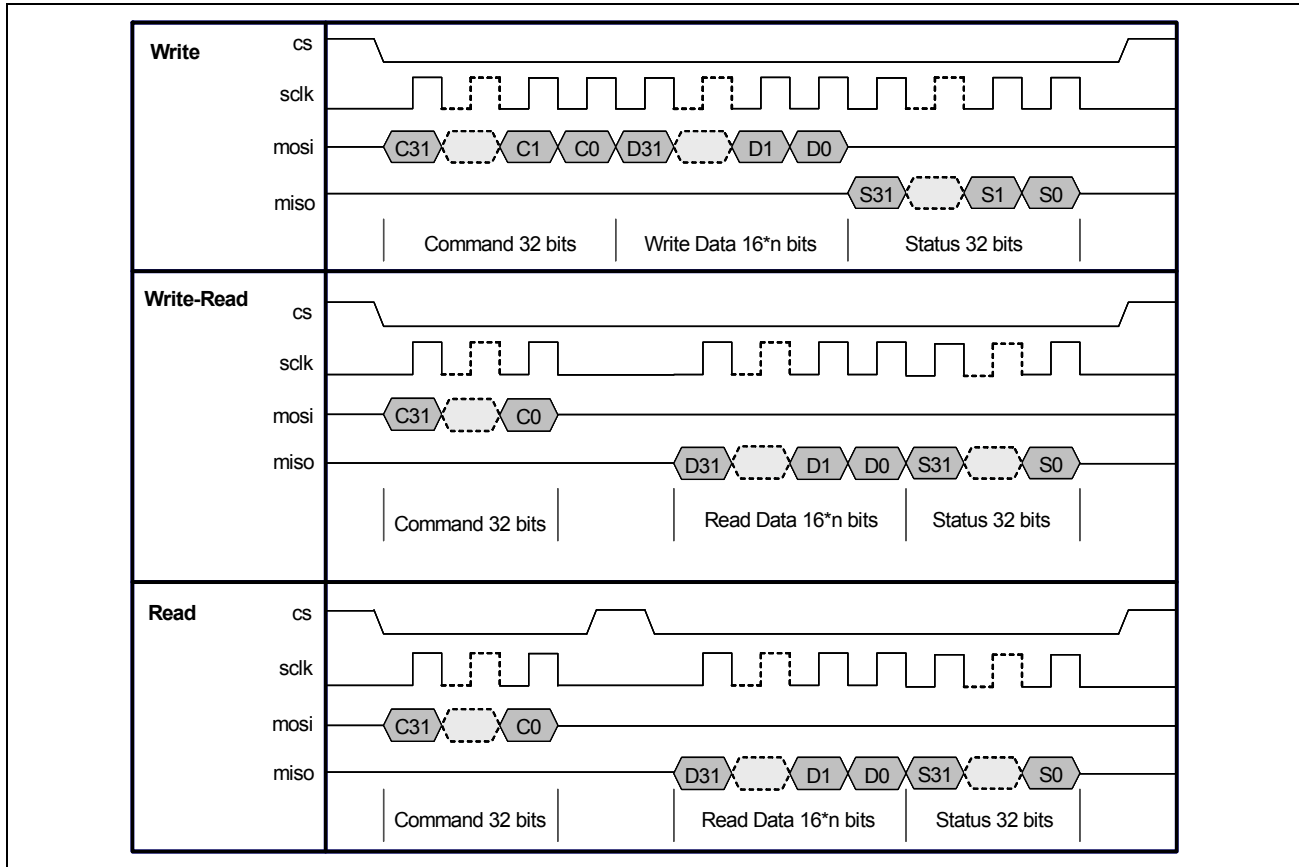 Write
cs
sclk
mosi
C31 C1 C0 D31 D1 D0
miso
S31 S1 S0
Command 32 bits Write Data 16*n bits Status 32 bits
Write-Read
cs
sclk
mosi
C31 C0
miso
D31 D1 D0 S31 S0
Command 32 bits Read Data 16*n bits Status 32 bits
Read
cs
sclk
mosi
C31 C0
miso
D31 D1 D0 S31 S0
Command 32 bits Read Data 16*n bits Status 32 bits